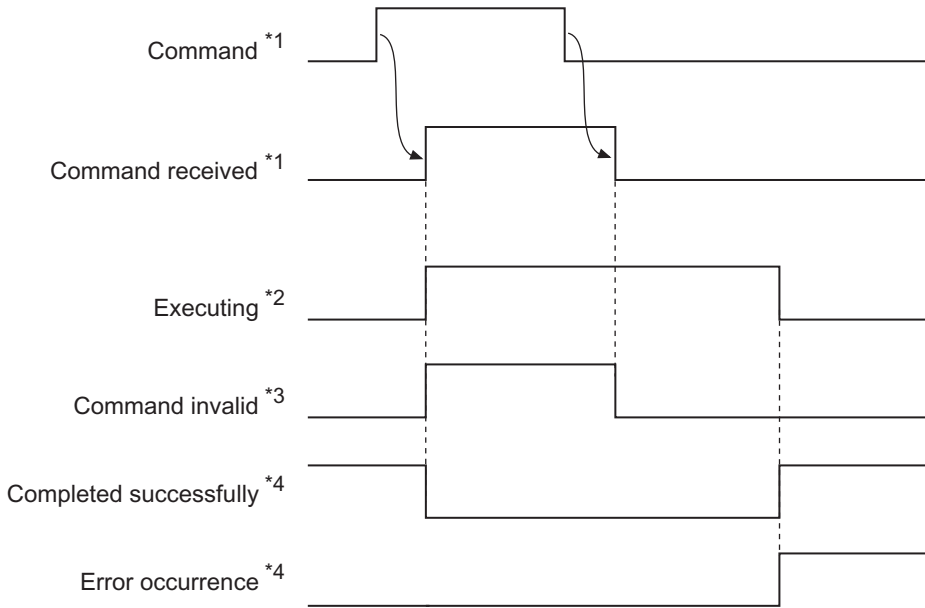 Command *1
Command received *1
Executing *2
Command invalid *3
Completed successfully *4
Error occurrence *4